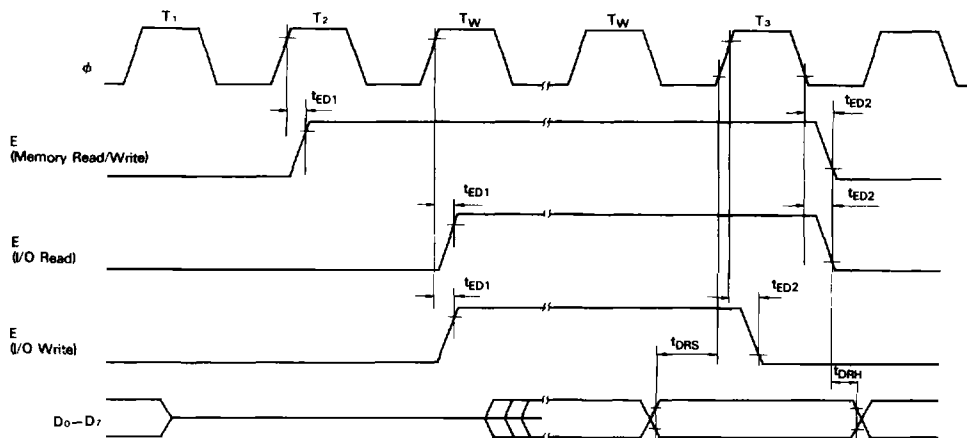 T1 T2 TW TW T3
φ
tED1 tED2
E
(Memory Read/Write)
tED1 tED2
E
(I/O Read)
tED1 tED2
E
(I/O Write)
tDRS
tDRH
D0—D7